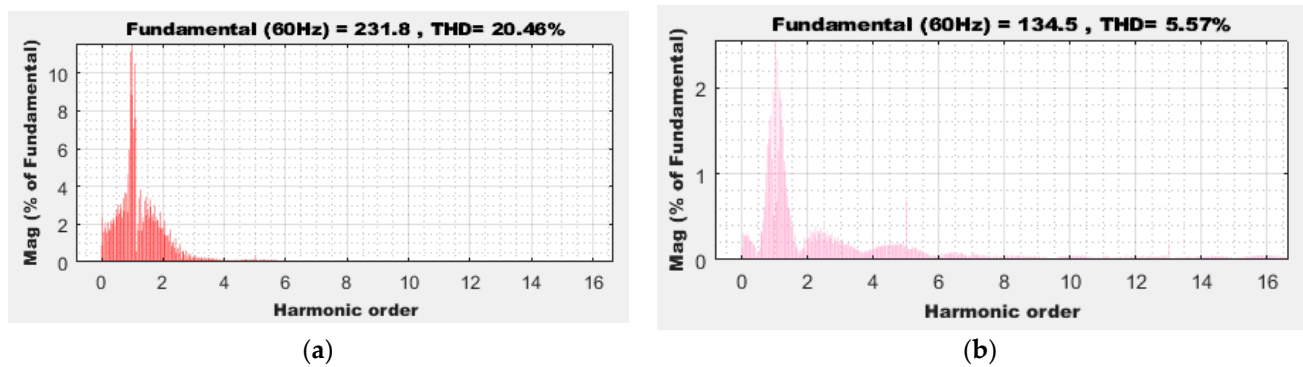 Fundamental (60Hz) = 231.8 , THD= 20.46%
Mag (% of Fundamental)
10
8
6
4
2
0
0 2 4 6 8 10 12 14 16
Harmonic order
(a)
Fundamental (60Hz) = 134.5 , THD= 5.57%
Mag (% of Fundamental)
2
1
0
0 2 4 6 8 10 12 14 16
Harmonic order
(b)